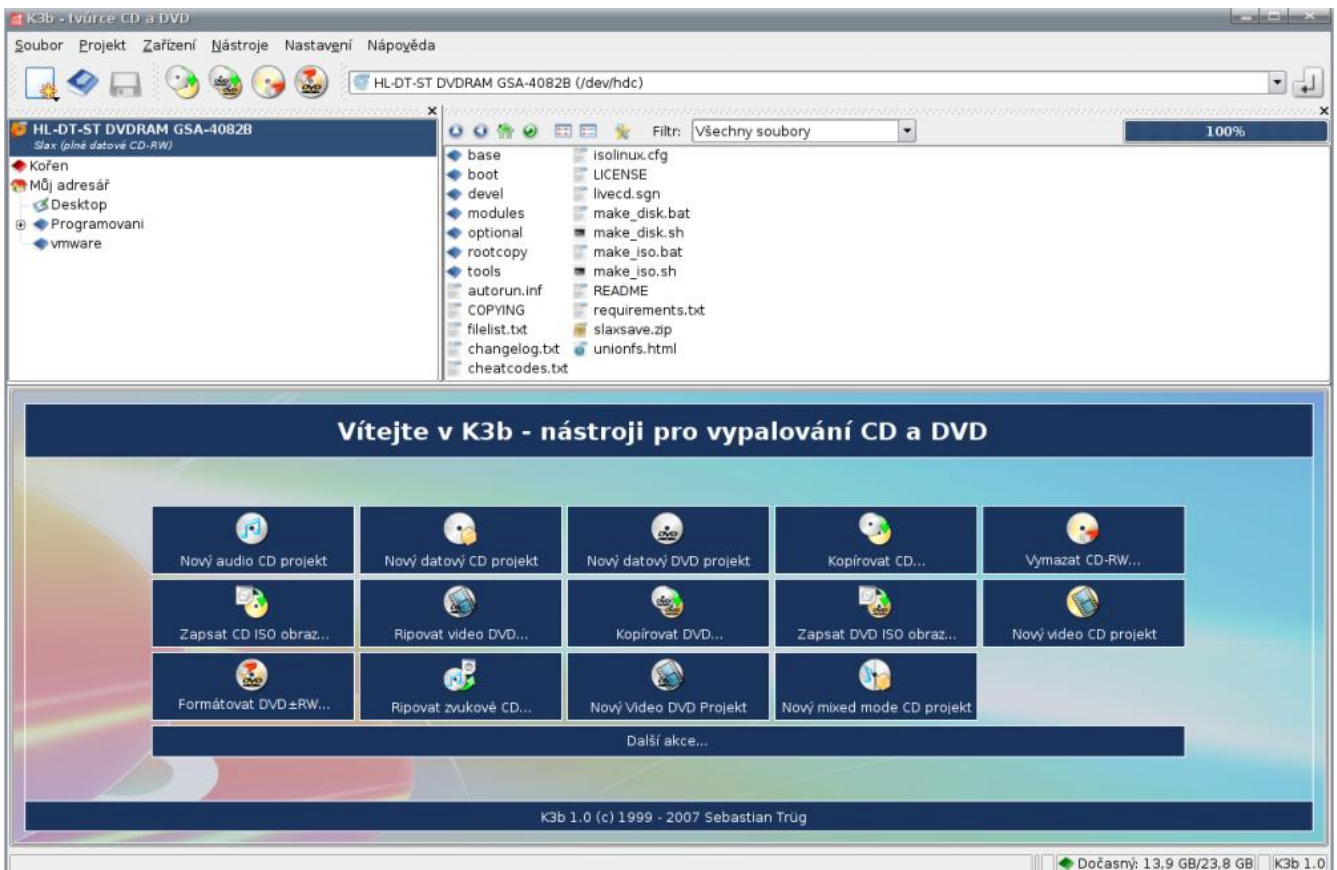 K3b - tvůrce CD a DVD
Soubor Projekt Zařízení Nástroje Nastavení Nápověda
HL-DT-ST DVDRAM GSA-4082B (/dev/hdc)
HL-DT-ST DVDRAM GSA-4082B
Slax (plné datové CD-RW)
Kořen
Můj adresář
Desktop
Programovani
vmware
Filtr: Všechny soubory 100%
base
boot
devel
modules
optional
rootcopy
tools
autorun.inf
COPYING
filelist.txt
changelog.txt
cheatcodes.txt
isolinux.cfg
LICENSE
livecd.sgn
make_disk.bat
make_disk.sh
make_iso.bat
make_iso.sh
README
requirements.txt
slaxsave.zip
unionfs.html
Vítejte v K3b - nástroji pro vypalování CD a DVD
Nový audio CD projekt Nový datový CD projekt Nový datový DVD projekt Kopírovat CD... Vymazat CD-RW...
Zapsat CD ISO obraz... Ripovat video DVD... Kopírovat DVD... Zapsat DVD ISO obraz... Nový video CD projekt
Formátovat DVD±RW... Ripovat zvukové CD... Nový Video DVD Projekt Nový mixed mode CD projekt
Další akce...
K3b 1.0 (c) 1999 - 2007 Sebastian Trüg
Dočasný: 13,9 GB/23,8 GB K3b 1.0